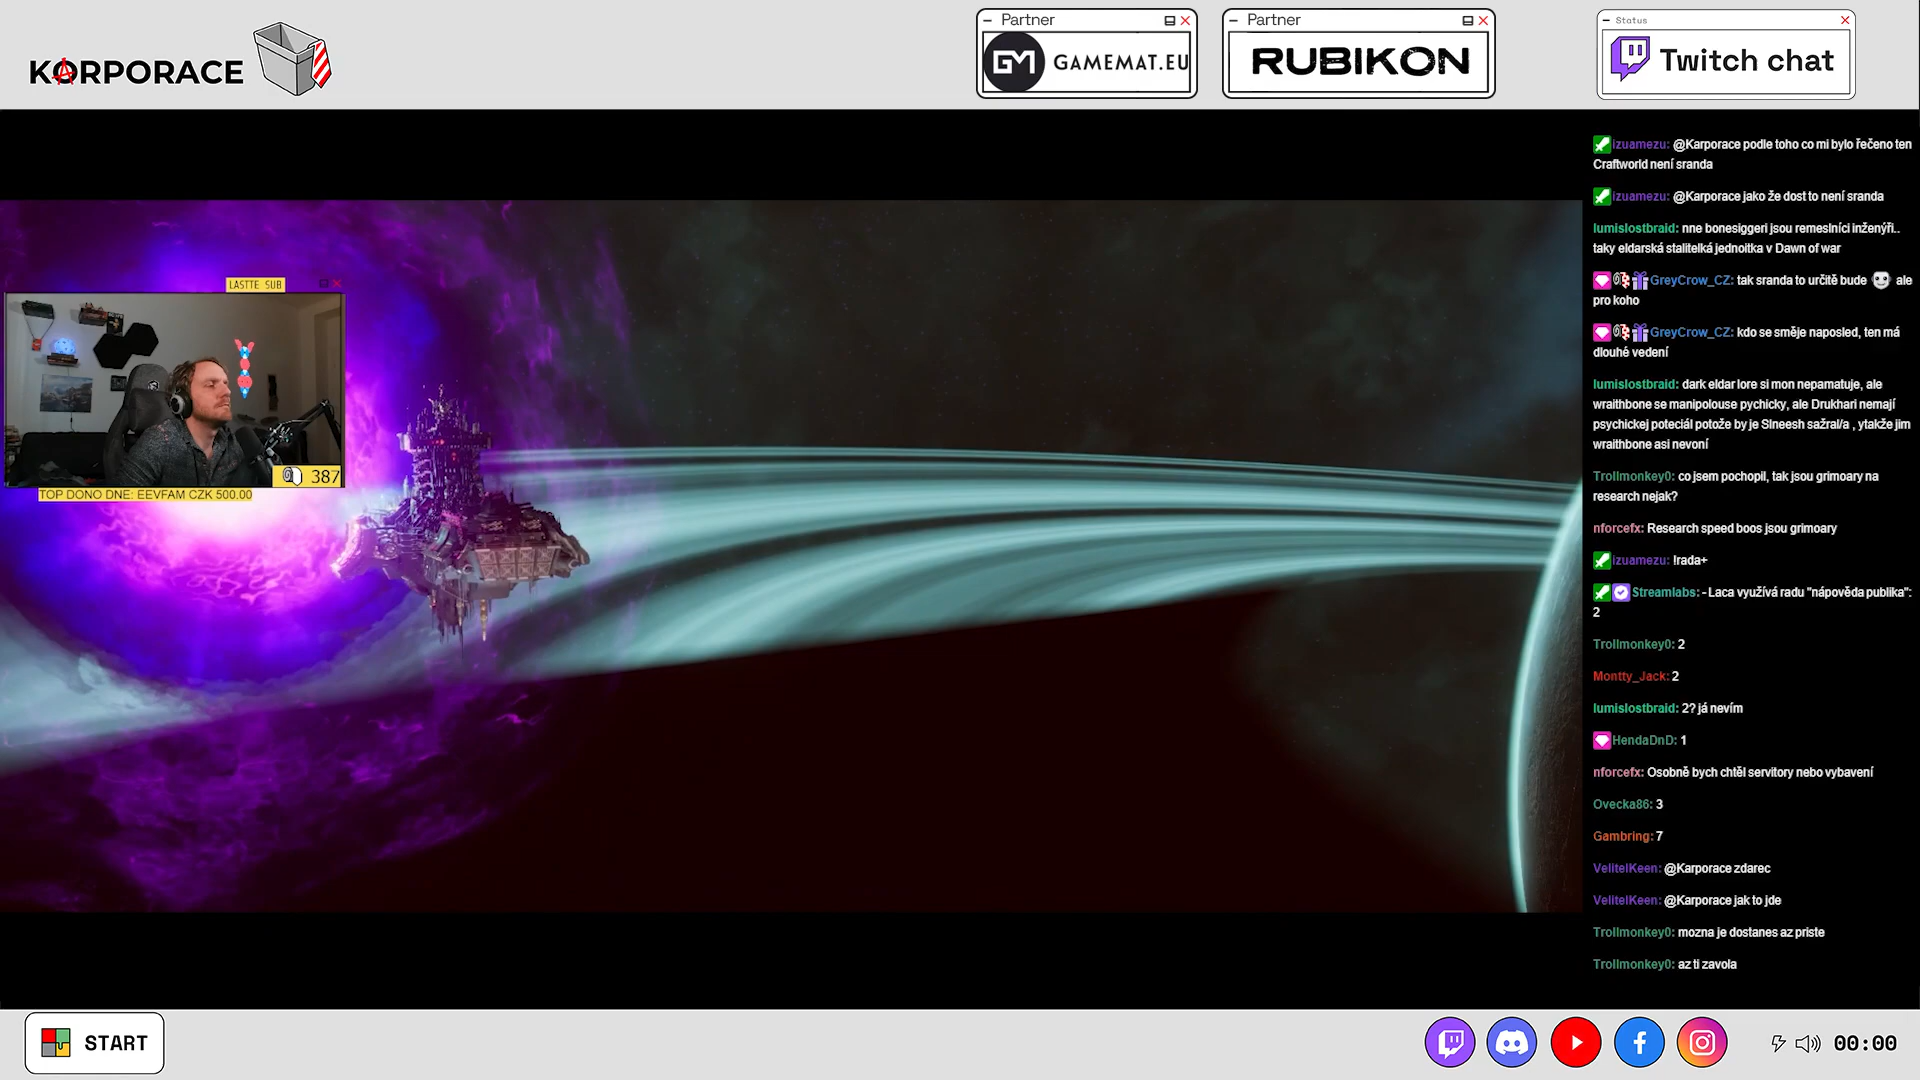 KARPORACE
Partner
GM GAMEMAT.EU
Partner
RUBIKON
Status
Twitch chat
izuamezu: @Karporace podle toho co mi bylo řečeno ten
Craftworld není sranda
izuamezu: @Karporace jako že dost to není sranda
lumislostbraid: nne bonesiggeri jsou remeslníci inženýři..
taky eldarská stalitelká jednoitka v Dawn of war
GreyCrow_CZ: tak sranda to určitě bude ale
pro koho
GreyCrow_CZ: kdo se směje naposled, ten má
dlouhé vedení
lumislostbraid: dark eldar lore si mon nepamatuje, ale
wraithbone se manipolouse pychicky, ale Drukhari nemají
psychickej poteciál potože by je Slneesh sažral/a , ytakže jim
wraithbone asi nevoní
Trollmonkey0: co jsem pochopil, tak jsou grimoary na
research nejak?
nforcefx: Research speed boos jsou grimoary
izuamezu: !rada+
Streamlabs: - Laca využívá radu "nápověda publika":
2
Trollmonkey0: 2
Montty_Jack: 2
lumislostbraid: 2? já nevím
HendaDnD: 1
nforcefx: Osobně bych chtěl servitory nebo vybavení
Ovecka86: 3
Gambring: 7
VelitelKeen: @Karporace zdarec
VelitelKeen: @Karporace jak to jde
Trollmonkey0: mozna je dostanes az priste
Trollmonkey0: az ti zavola
LASTTE SUB
387
TOP DONO DNE: EEVFAM CZK 500.00
START
00:00